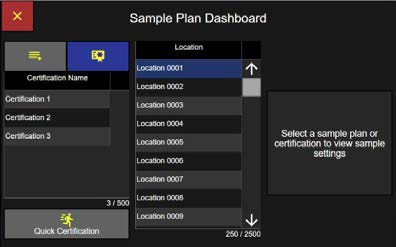 Sample Plan Dashboard
Location
Certification Name
Location 0001
Location 0002
Certification 1
Location 0003
Certification 2
Location 0004
Certification 3
Location 0005
Location 0006
Location 0007
Location 0008
Location 0009
Select a sample plan or
certification to view sample
settings
3 / 500
Quick Certification
250 / 2500